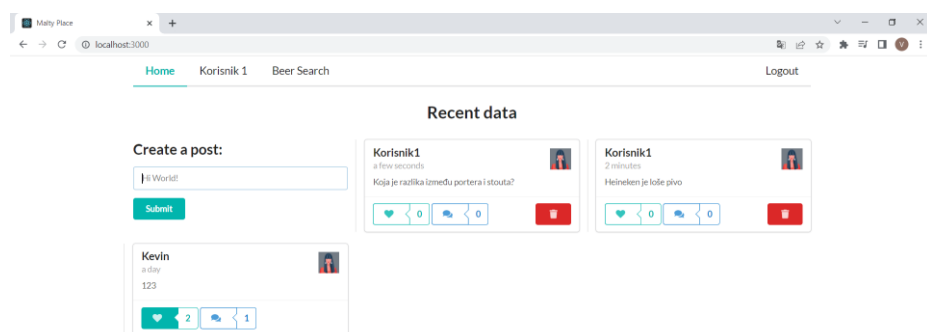 Malty Place
localhost:3000
V
Home Korisnik 1 Beer Search Logout
Recent data
Create a post:
Hi World!
Submit
Korisnik1
a few seconds
Koja je razlika između portera i stouta?
0 0
Korisnik1
2 minutes
Heineken je loše pivo
0 0
Kevin
a day
123
2 1